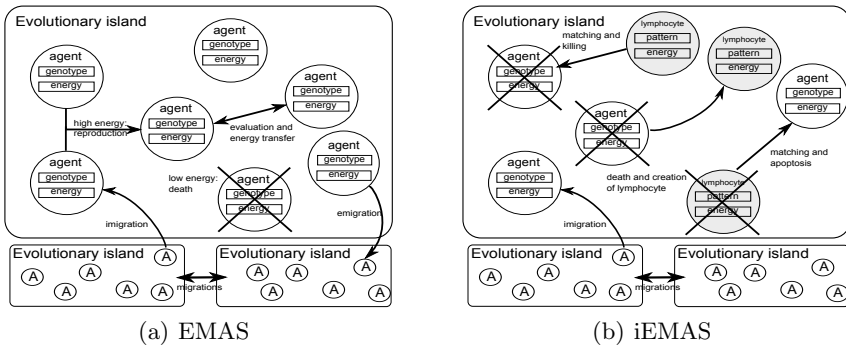 Evolutionary island
agent
genotype
energy
agent
genotype
energy
high energy:
reproduction
agent
genotype
energy
agent
genotype
energy
evaluation and
energy transfer
agent
genotype
energy
agent
genotype
energy
low energy:
death
agent
genotype
energy
imigration
emigration
Evolutionary island
A
A
A
A
A
A
migrations
Evolutionary island
A
A
A
A
A
A
A
(a) EMAS
Evolutionary island
agent
genotype
energy
matching and
killing
lymphocyte
pattern
energy
lymphocyte
pattern
energy
agent
genotype
energy
agent
genotype
energy
matching and
apoptosis
agent
genotype
energy
death and creation
of lymphocyte
lymphocyte
pattern
energy
imigration
Evolutionary island
A
A
A
A
A
A
migrations
Evolutionary island
A
A
A
A
A
A
A
(b) iEMAS